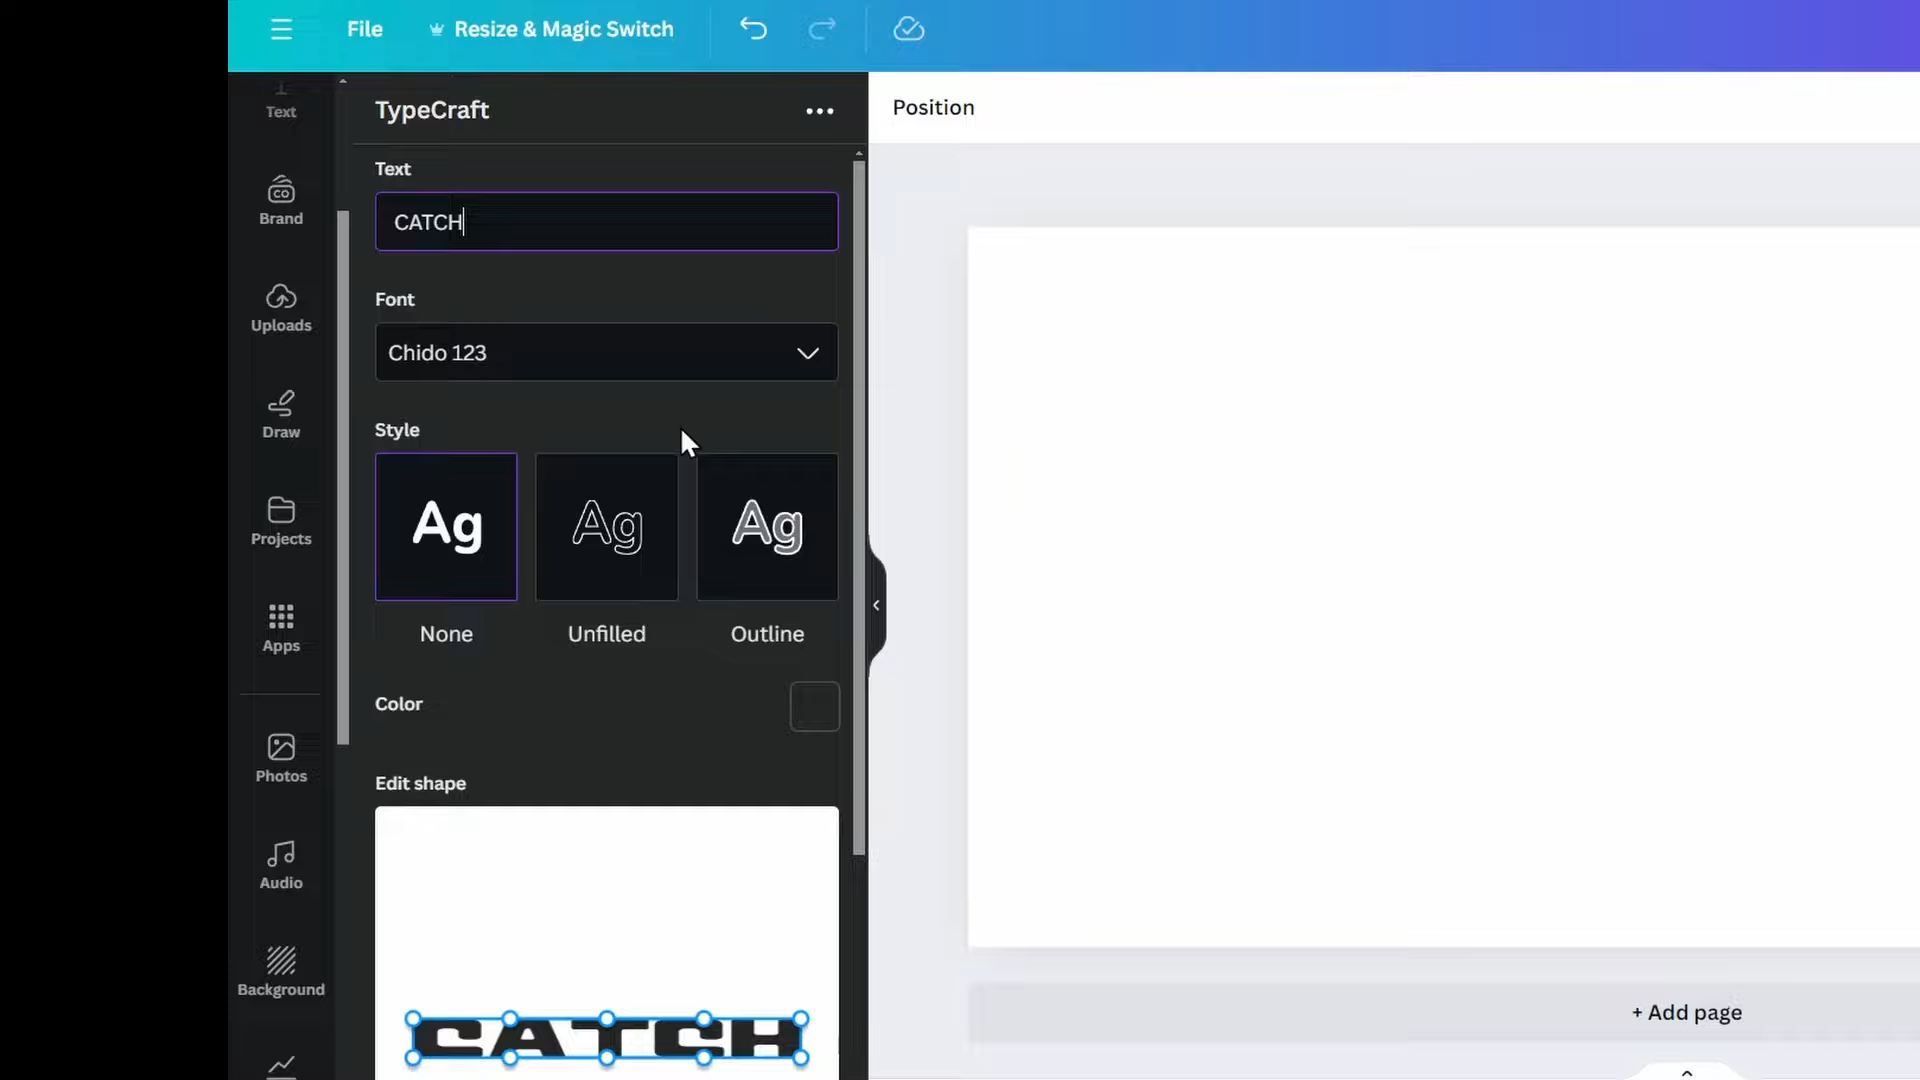 File
Resize & Magic Switch
Text
Brand
Uploads
Draw
Projects
Apps
Photos
Audio
Background
TypeCraft
Text
CATCH
Font
Chido 123
Style
Ag
Ag
Ag
None
Unfilled
Outline
Color
Edit shape
CATCH
Position
+ Add page